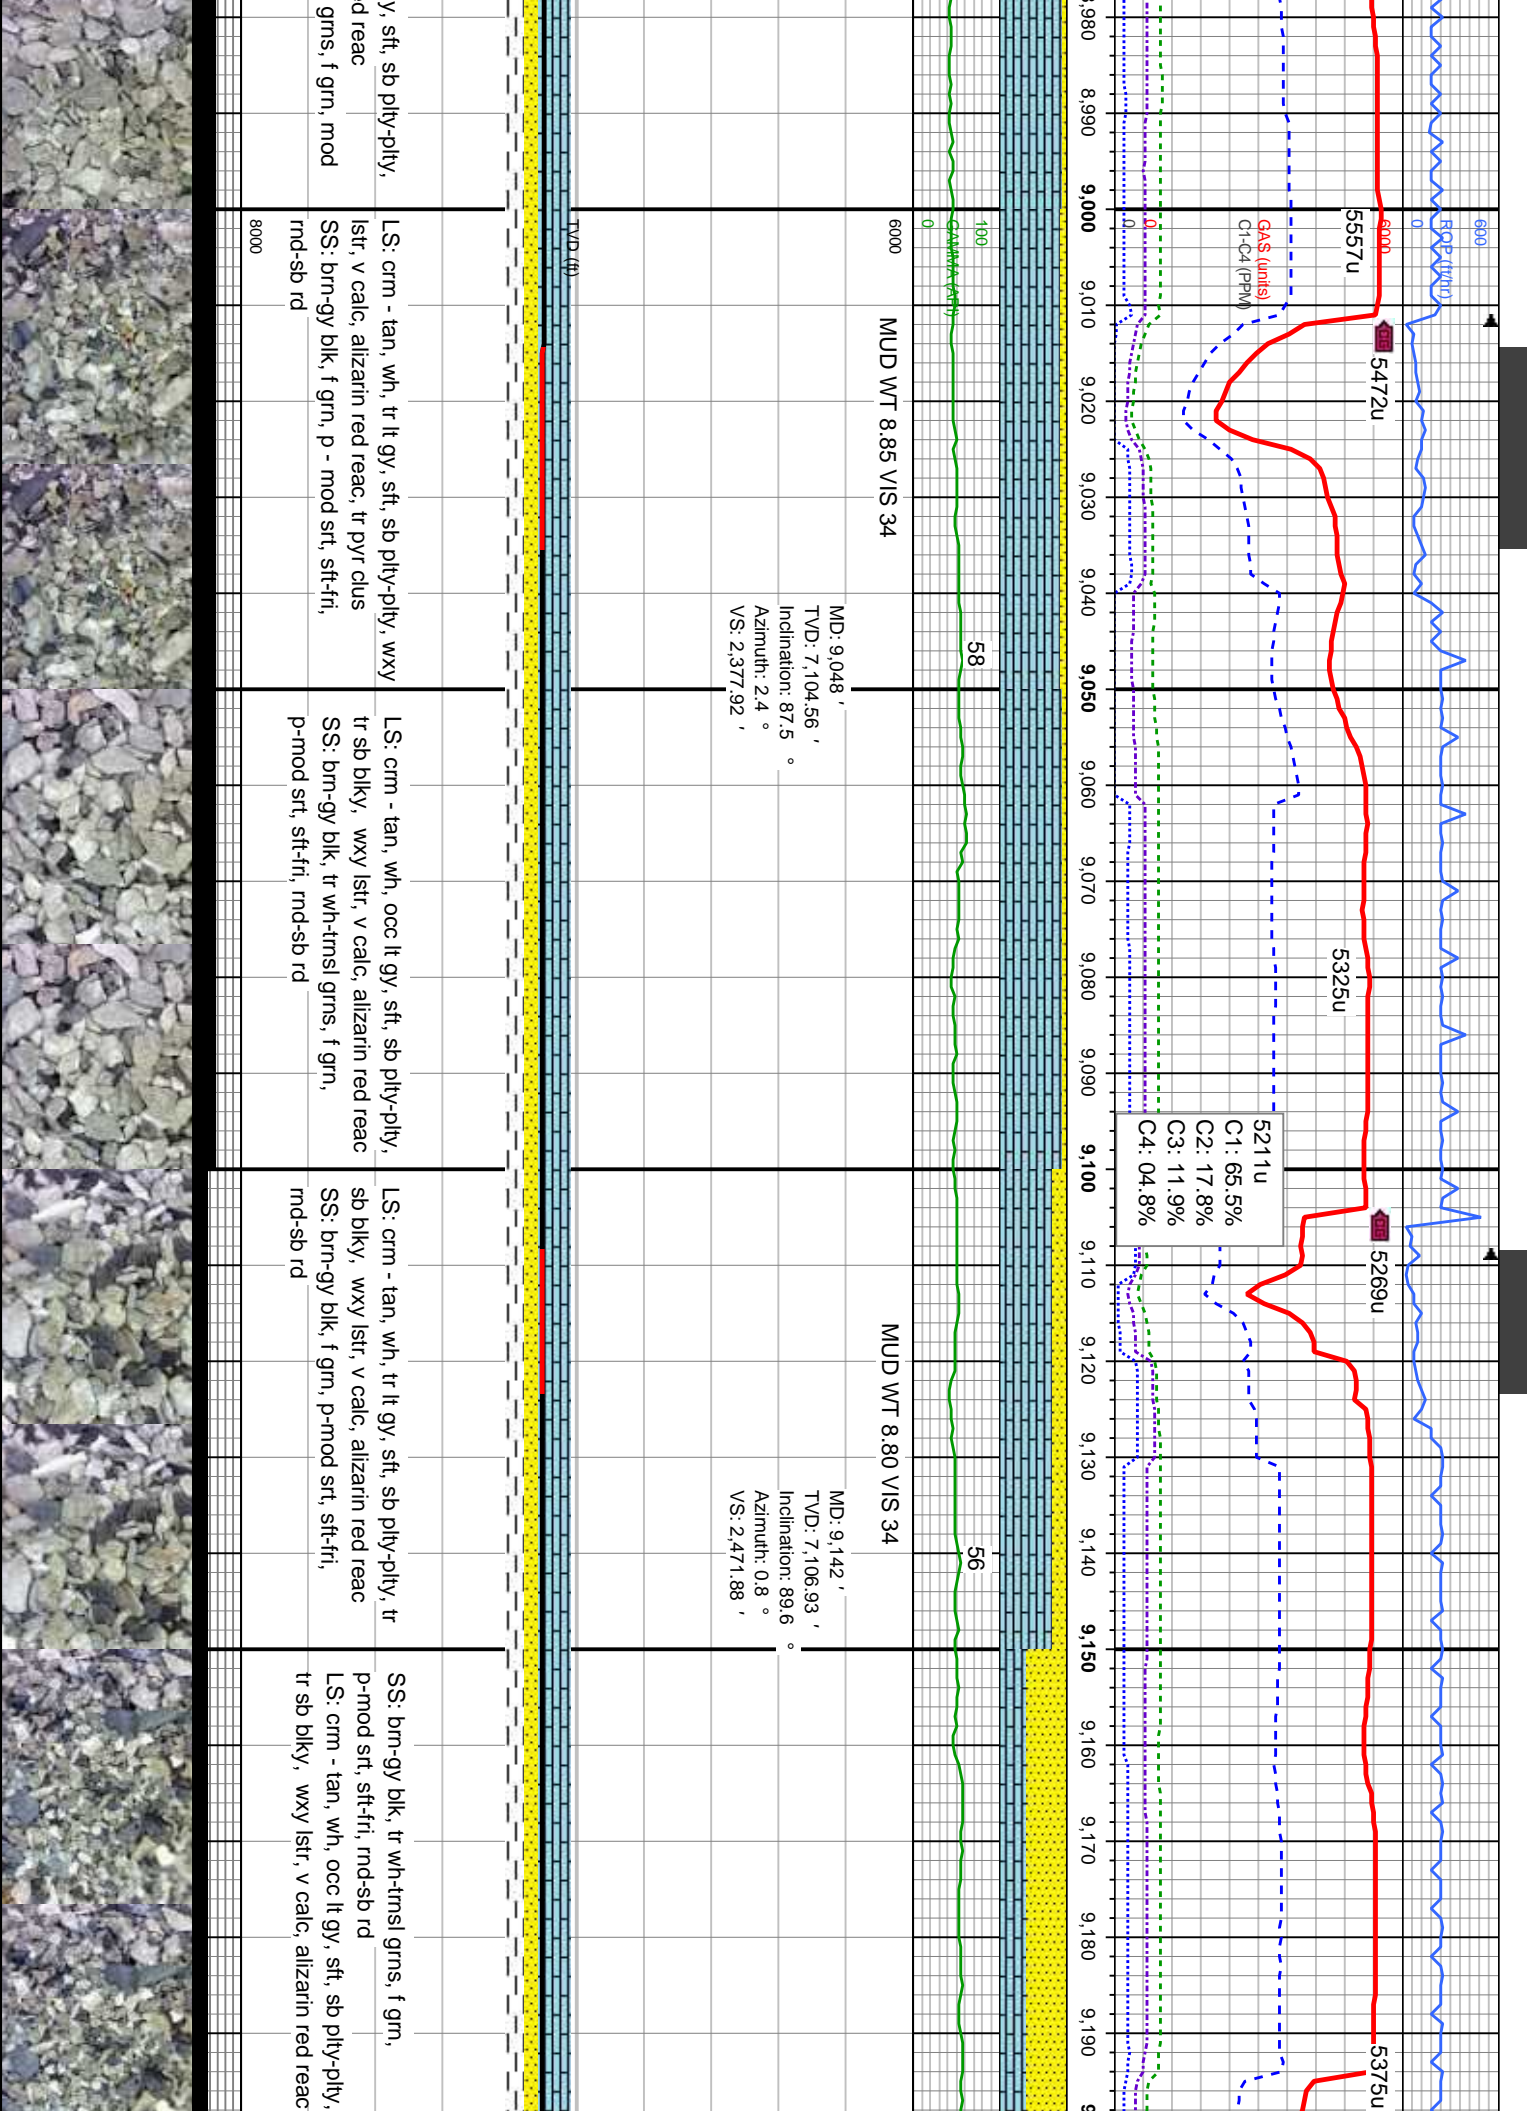 8,980
8,990
9,000
9,010
9,020
9,030
9,040
9,050
9,060
9,070
9,080
9,090
9,100
9,110
9,120
9,130
9,140
9,150
9,160
9,170
9,180
9,190
600
ROP (ft/hr)
0
6000
GAS (units)
C1-C4 (PPM)
0
0
5557u
CG
5472u
5325u
5211u
C1: 65.5%
C2: 17.8%
C3: 11.9%
C4: 04.8%
CG
5269u
5375u
100
GAMMA (API)
0
58
56
6000
TVD (ft)
8000
MUD WT 8.85 VIS 34
MD: 9,048 '
TVD: 7,104.56 '
Inclination: 87.5 °
Azimuth: 2.4 °
VS: 2,377.92 '
MUD WT 8.80 VIS 34
MD: 9,142 '
TVD: 7,106.93 '
Inclination: 89.6 °
Azimuth: 0.8 °
VS: 2,471.88 '
y, sft, sb plty-plty,
d reac
grns, f grn, mod
LS: crm - tan, wh, tr lt gy, sft, sb plty-plty, wxy
lstr, v calc, alizarin red reac, tr pyr clus
SS: brn-gy blk, f grn, p - mod srt, sft-fri,
rnd-sb rd
LS: crm - tan, wh, occ lt gy, sft, sb plty-plty,
tr sb blky, wxy lstr, v calc, alizarin red reac
SS: brn-gy blk, tr wh-trnsl grns, f grn,
p-mod srt, sft-fri, rnd-sb rd
LS: crm - tan, wh, tr lt gy, sft, sb plty-plty, tr
sb blky, wxy lstr, v calc, alizarin red reac
SS: brn-gy blk, f grn, p-mod srt, sft-fri,
rnd-sb rd
SS: brn-gy blk, tr wh-trnsl grns, f grn,
p-mod srt, sft-fri, rnd-sb rd
LS: crm - tan, wh, occ lt gy, sft, sb plty-plty,
tr sb blky, wxy lstr, v calc, alizarin red reac